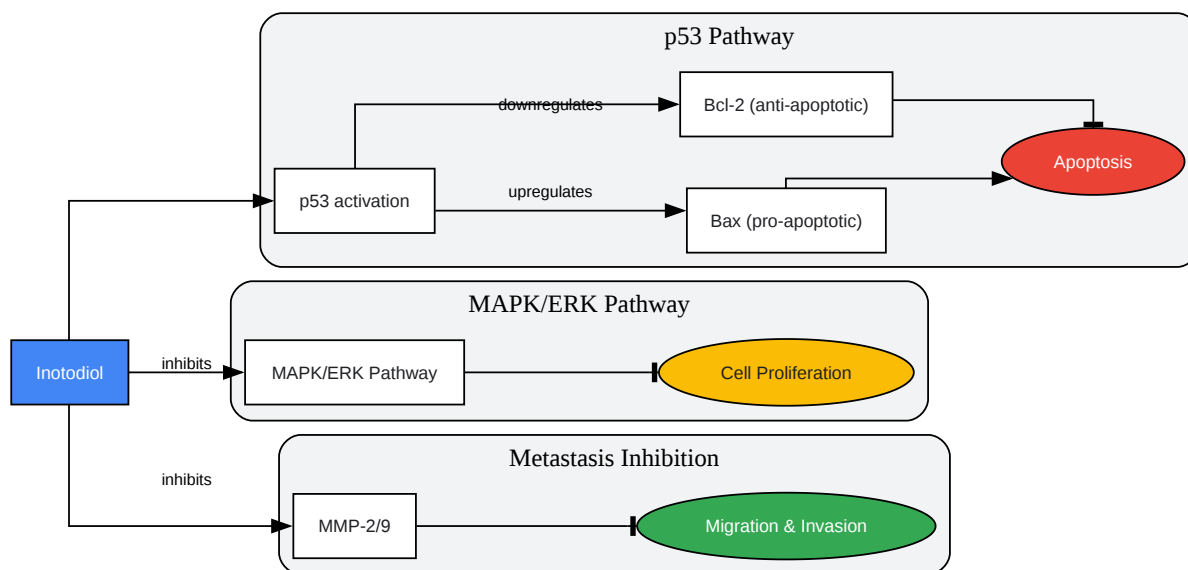 p53 Pathway
downregulates
Bcl-2 (anti-apoptotic)
Apoptosis
p53 activation
upregulates
Bax (pro-apoptotic)
MAPK/ERK Pathway
Inotodiol
inhibits
MAPK/ERK Pathway
Cell Proliferation
Metastasis Inhibition
inhibits
MMP-2/9
Migration & Invasion